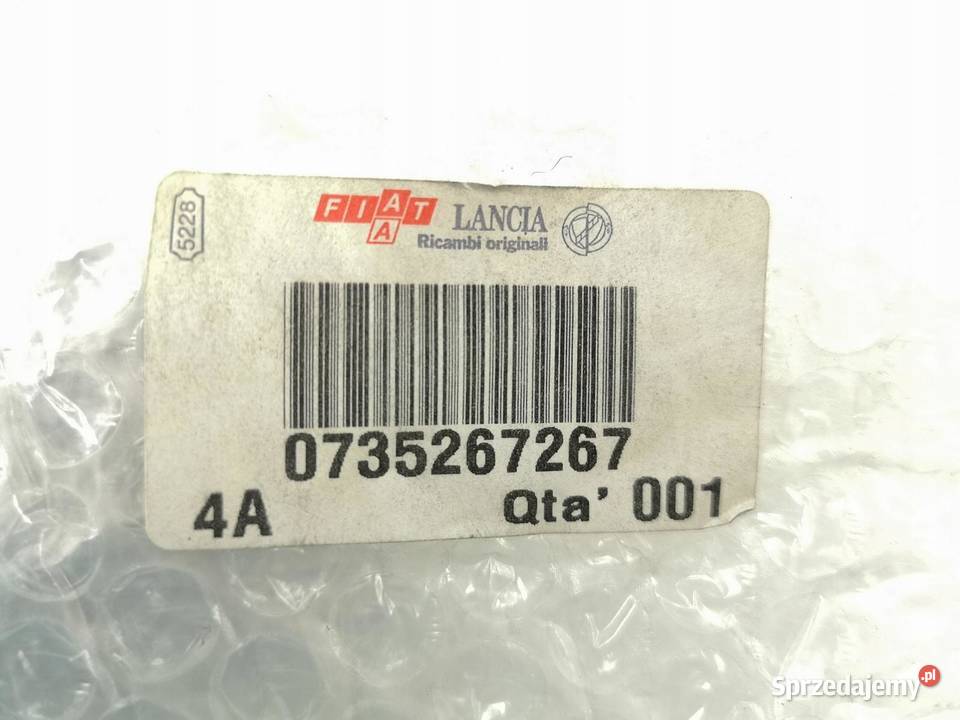 5228
FIAT LANCIA
A
Ricambi originali
0735267267
4A Qta' 001
Sprzedajemy.pl